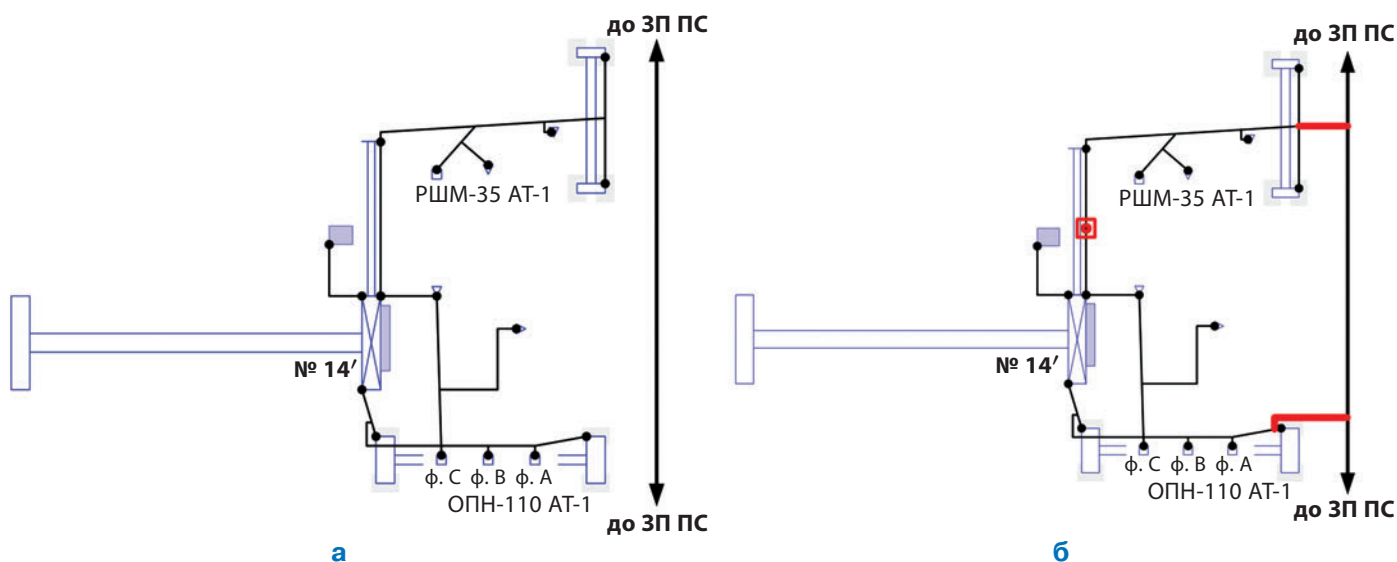 до ЗП ПС
РШМ-35 АТ-1
№ 14′
ф. С ф. В ф. А
ОПН-110 АТ-1
до ЗП ПС
а
до ЗП ПС
РШМ-35 АТ-1
№ 14′
ф. С ф. В ф. А
ОПН-110 АТ-1
до ЗП ПС
б